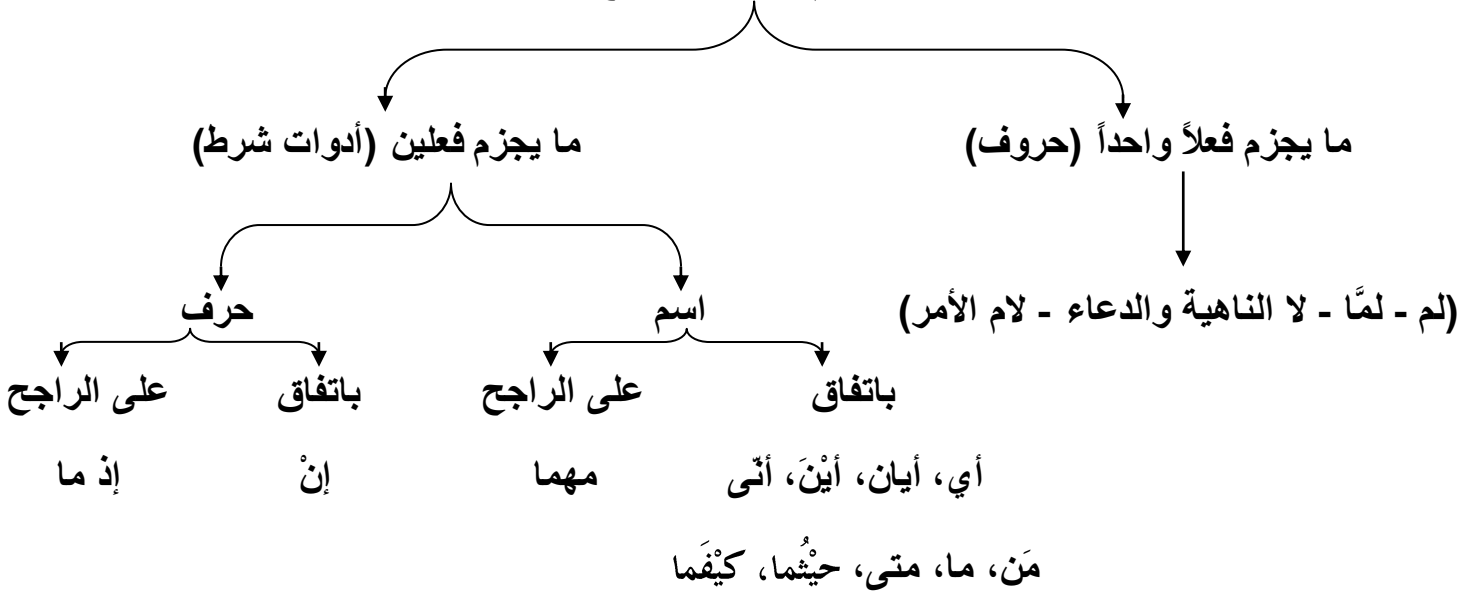 ما يجزم فعلاً واحداً (حروف)
ما يجزم فعلين (أدوات شرط)
(لم - لمَّا - لا الناهية والدعاء - لام الأمر)
اسم
حرف
باتفاق
على الراجح
باتفاق
على الراجح
أي، أيان، أيْنَ، أنّى
مهما
إنْ
إذ ما
مَن، ما، متى، حيْثُما، كيْفَما